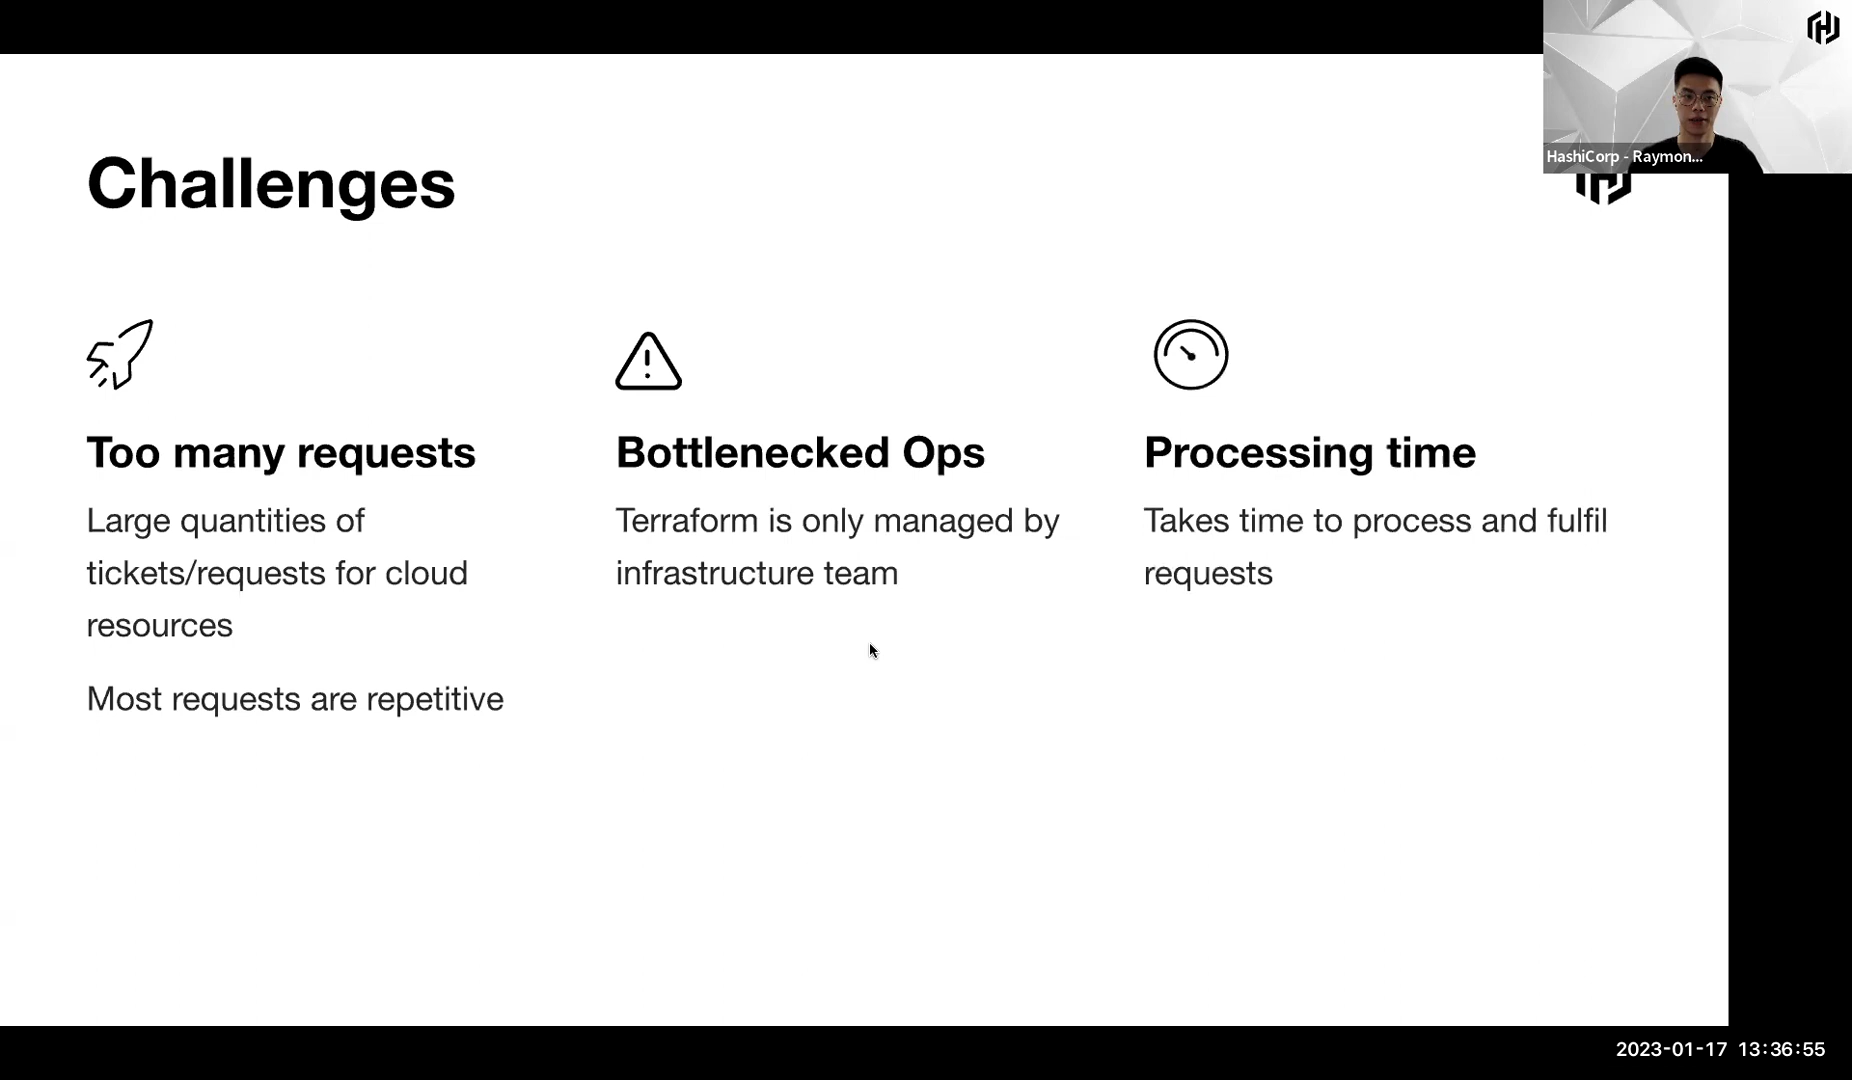 HashiCorp - Raymon...
Challenges
Too many requests
Large quantities of
tickets/requests for cloud
resources
Most requests are repetitive
Bottlenecked Ops
Terraform is only managed by
infrastructure team
Processing time
Takes time to process and fulfil
requests
2023-01-17 13:36:55